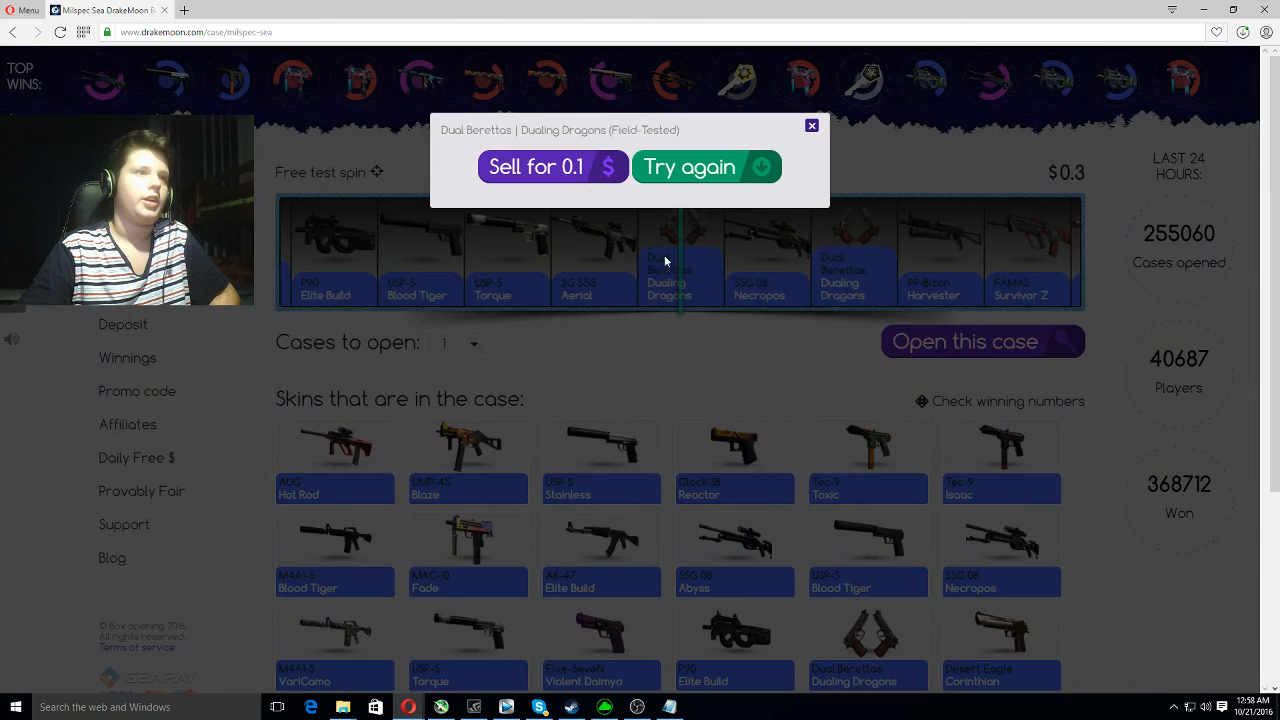 Menu
Milspec Sea DrakeMoon B
www.drakemoon.com/case/milspec-sea
TOP
WINS:
Dual Berettas | Dualing Dragons (Field-Tested)
Sell for 0.1 $
Try again
Free test spin
$0.3
LAST 24
HOURS:
255060
Cases opened
40687
Players
368712
Won
P90
Elite Build
USP-S
Blood Tiger
USP-S
Torque
SG 553
Aerial
Dual
Berettas
Dualing
Dragons
SSG 08
Necropos
Dual
Berettas
Dualing
Dragons
PP-Bizon
Harvester
FAMAS
Survivor Z
Deposit
Winnings
Promo code
Affiliates
Daily Free $
Provably Fair
Support
Blog
Cases to open: 1
Open this case
Skins that are in the case:
Check winning numbers
AUG
Hot Rod
UMP-45
Blaze
USP-S
Stainless
Glock-18
Reactor
Tec-9
Toxic
Tec-9
Isaac
M4A1-S
Blood Tiger
MAC-10
Fade
AK-47
Elite Build
SSG 08
Abyss
USP-S
Blood Tiger
SSG 08
Necropos
M4A1-S
VariCamo
USP-S
Torque
Five-SeveN
Violent Daimyo
P90
Elite Build
Dual Berettas
Dualing Dragons
Desert Eagle
Corinthian
© Box opening 2016.
All rights reserved.
Terms of service
G2A PAY
Search the web and Windows
12:58 AM
10/21/2016